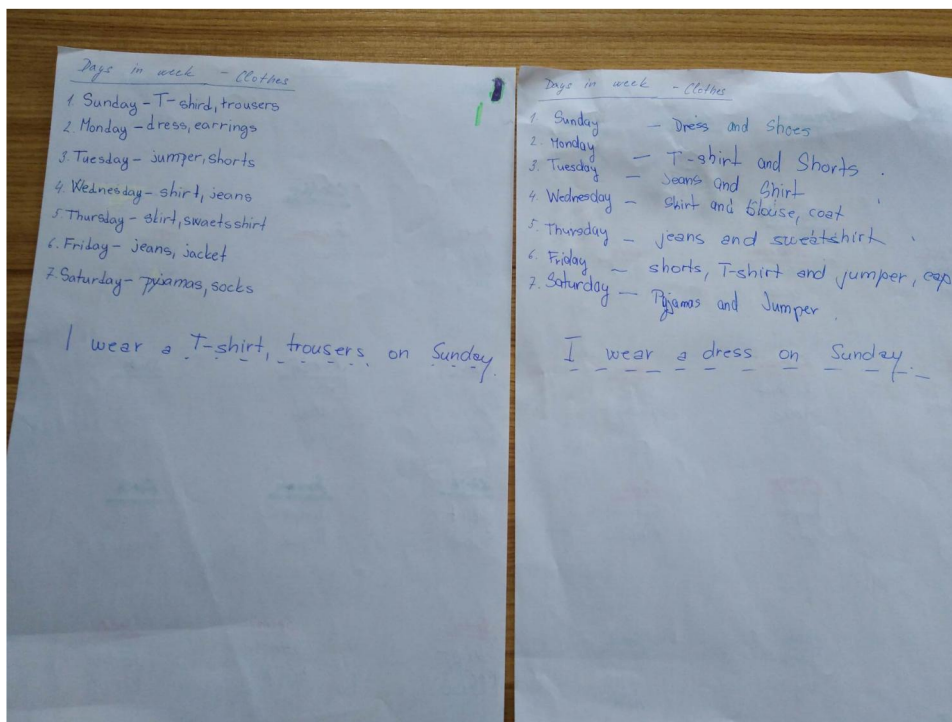 Days in week - Clothes
1. Sunday - T-shird, trousers
2. Monday - dress, earrings
3. Tuesday - jumper, shorts
4. Wednesday - shirt, jeans
5. Thursday - skirt, swaetsshirt
6. Friday - jeans, jacket
7. Saturday - pyjamas, socks
I wear a T-shirt, trousers on Sunday.
Days in week - Clothes
1. Sunday - Dress and Shoes
2. Monday - T-shirt and Shorts.
3. Tuesday - Jeans and Shirt
4. Wednesday - Skirt and blouse, coat
5. Thursday - jeans and sweatshirt.
6. Friday - shorts, T-shirt and jumper, cap
7. Saturday - Pyjamas and Jumper.
I wear a dress on Sunday.